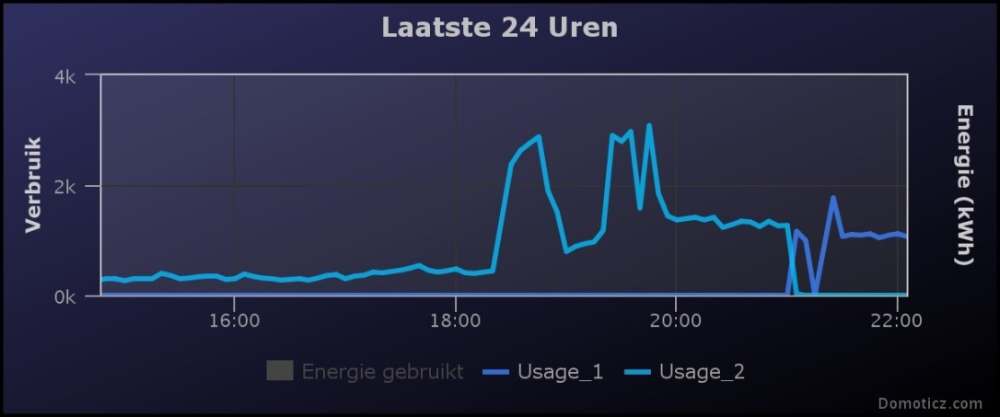 Laatste 24 Uren
4k
2k
0k
Verbruik
Energie (kWh)
16:00
18:00
20:00
22:00
Energie gebruikt
Usage_1
Usage_2
Domoticz.com